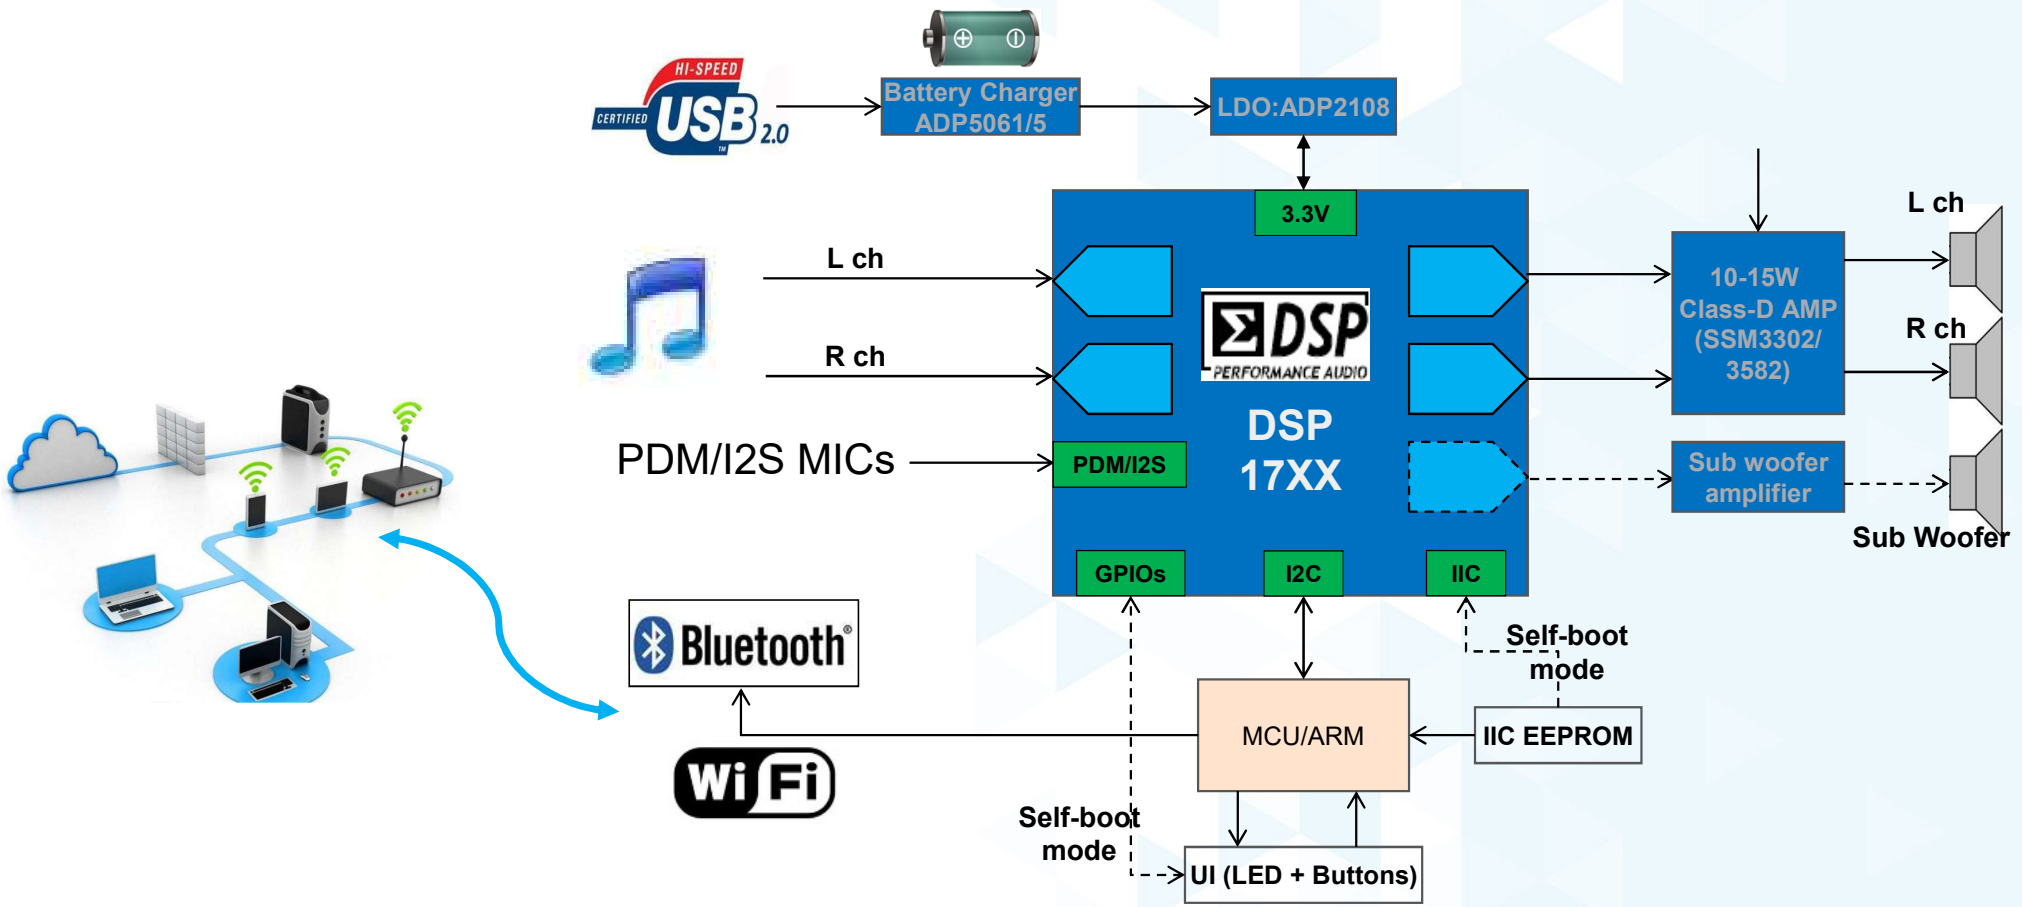 HI-SPEED
CERTIFIED
USB 2.0
TM
Battery Charger
ADP5061/5
LDO:ADP2108
3.3V
L ch
R ch
PDM/I2S MICs
PDM/I2S
ΣDSP
PERFORMANCE AUDIO
DSP
17XX
GPIOs
I2C
IIC
10-15W
Class-D AMP
(SSM3302/
3582)
L ch
R ch
Sub woofer
amplifier
Sub Woofer
Bluetooth®
Wi Fi
Self-boot
mode
MCU/ARM
IIC EEPROM
Self-boot
mode
UI (LED + Buttons)